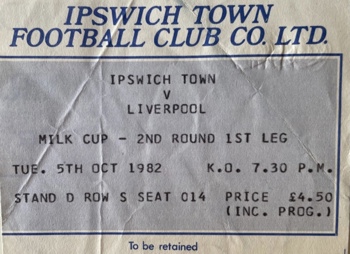 IPSWICH TOWN
FOOTBALL CLUB CO. LTD.
IPSWICH TOWN
V
LIVERPOOL
MILK CUP - 2ND ROUND 1ST LEG
TUE. 5TH OCT 1982 K.O. 7.30 P.M.
STAND D ROW S SEAT 014 PRICE £4.50
(INC. PROG.)
To be retained